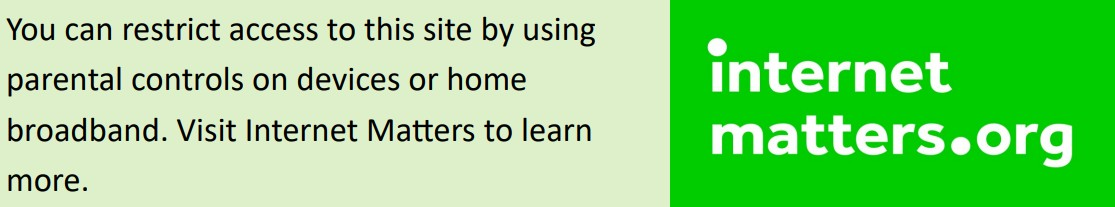 You can restrict access to this site by using
parental controls on devices or home
broadband. Visit Internet Matters to learn
more.
internet
matters.org